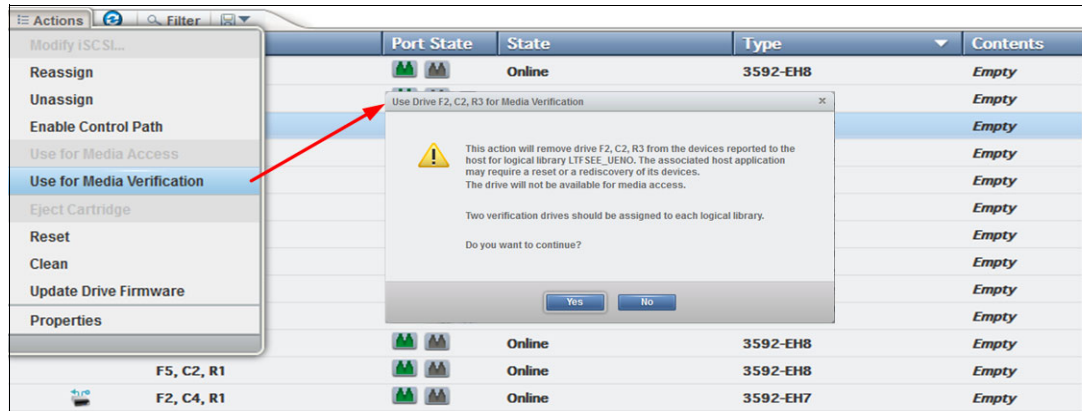 Actions Filter
Port State State Type Contents
Modify iSCSI...
Reassign
Online 3592-EH8 Empty
Unassign
Empty
Enable Control Path
Empty
Use for Media Access
Empty
Use for Media Verification
Empty
Eject Cartridge
Empty
Reset
Empty
Clean
Empty
Update Drive Firmware
Empty
Properties
Empty
Use Drive F2, C2, R3 for Media Verification
This action will remove drive F2, C2, R3 from the devices reported to the
host for logical library LTFSEE_UENO. The associated host application
may require a reset or a rediscovery of its devices.
The drive will not be available for media access.
Two verification drives should be assigned to each logical library.
Do you want to continue?
Yes No
Online 3592-EH8 Empty
F5, C2, R1 Online 3592-EH8 Empty
F2, C4, R1 Online 3592-EH7 Empty